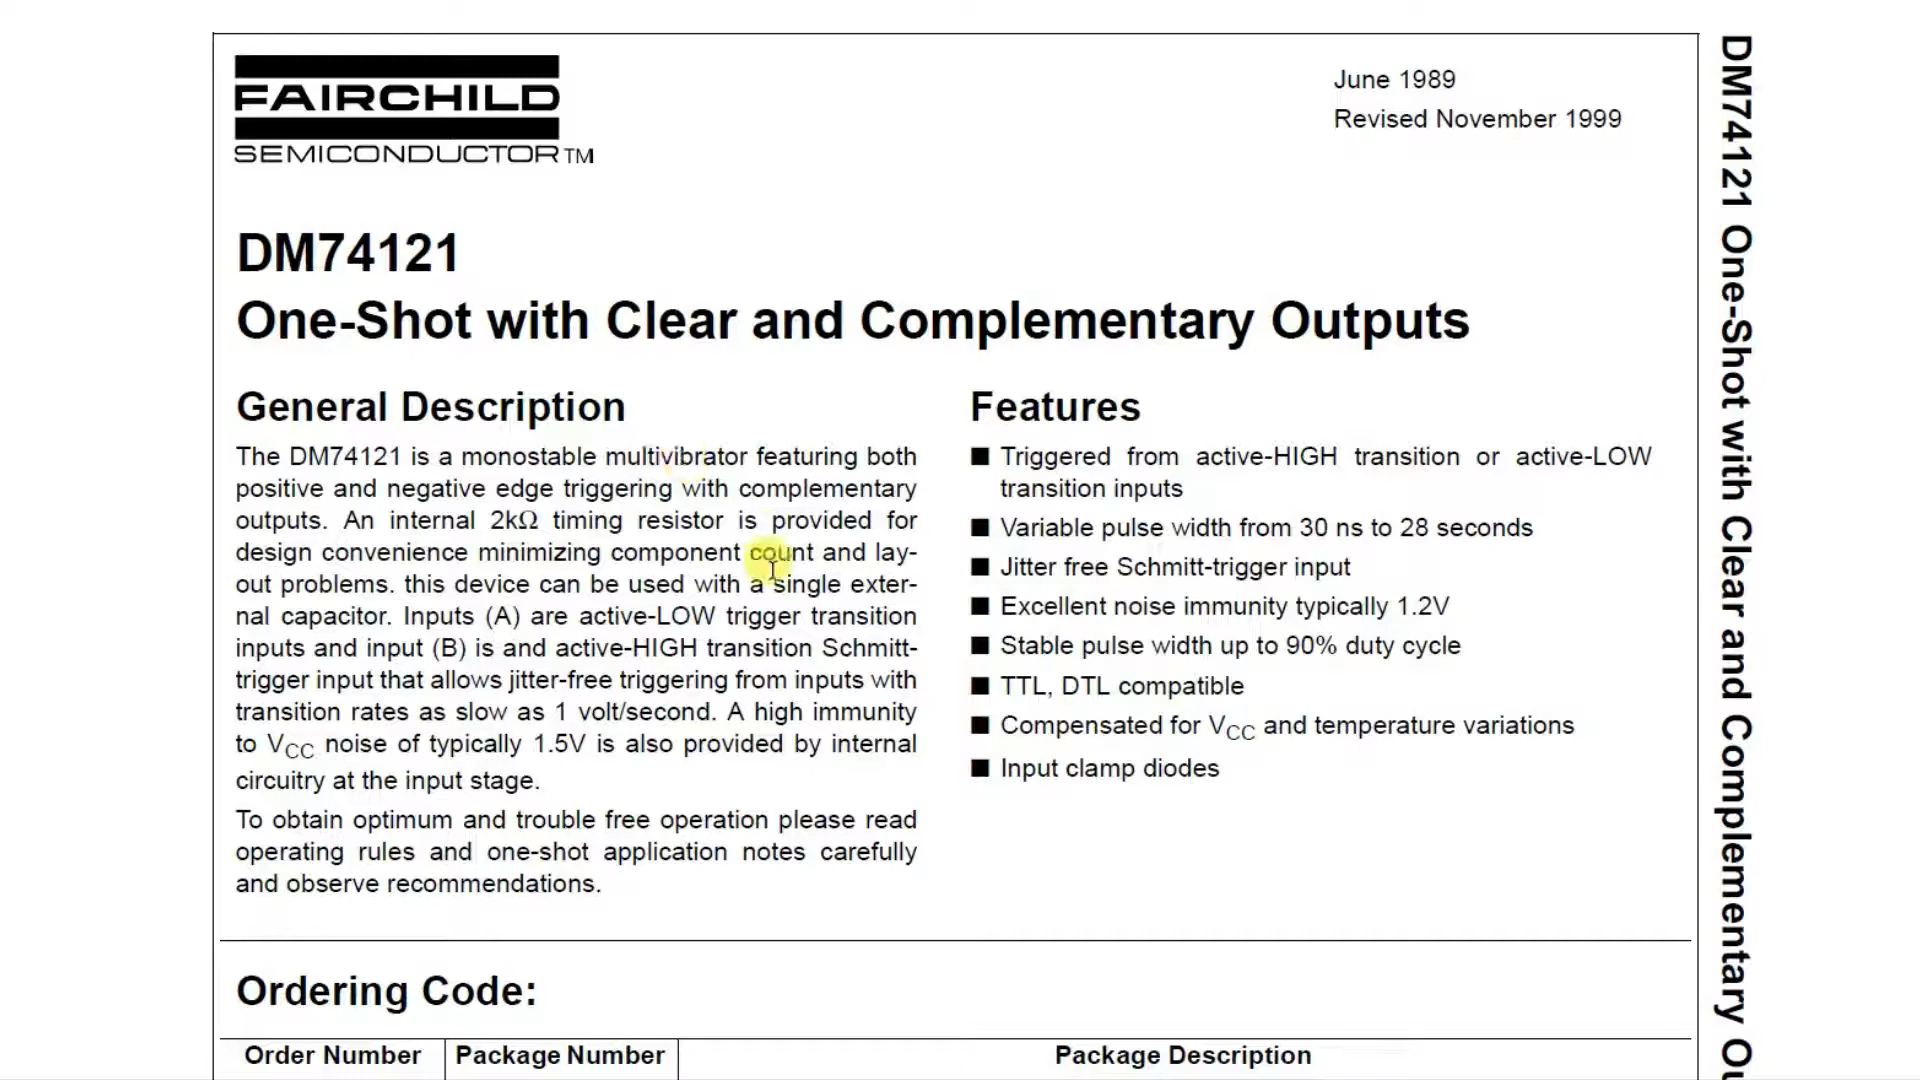 FAIRCHILD
SEMICONDUCTOR TM
June 1989
Revised November 1999
DM74121
One-Shot with Clear and Complementary Outputs
General Description
The DM74121 is a monostable multivibrator featuring both
positive and negative edge triggering with complementary
outputs. An internal 2kΩ timing resistor is provided for
design convenience minimizing component count and lay-
out problems. this device can be used with a single exter-
nal capacitor. Inputs (A) are active-LOW trigger transition
inputs and input (B) is and active-HIGH transition Schmitt-
trigger input that allows jitter-free triggering from inputs with
transition rates as slow as 1 volt/second. A high immunity
to VCC noise of typically 1.5V is also provided by internal
circuitry at the input stage.
To obtain optimum and trouble free operation please read
operating rules and one-shot application notes carefully
and observe recommendations.
Features
■ Triggered from active-HIGH transition or active-LOW
transition inputs
■ Variable pulse width from 30 ns to 28 seconds
■ Jitter free Schmitt-trigger input
■ Excellent noise immunity typically 1.2V
■ Stable pulse width up to 90% duty cycle
■ TTL, DTL compatible
■ Compensated for VCC and temperature variations
■ Input clamp diodes
Ordering Code:
Order Number Package Number Package Description
DM74121 One-Shot with Clear and Complementary Ou